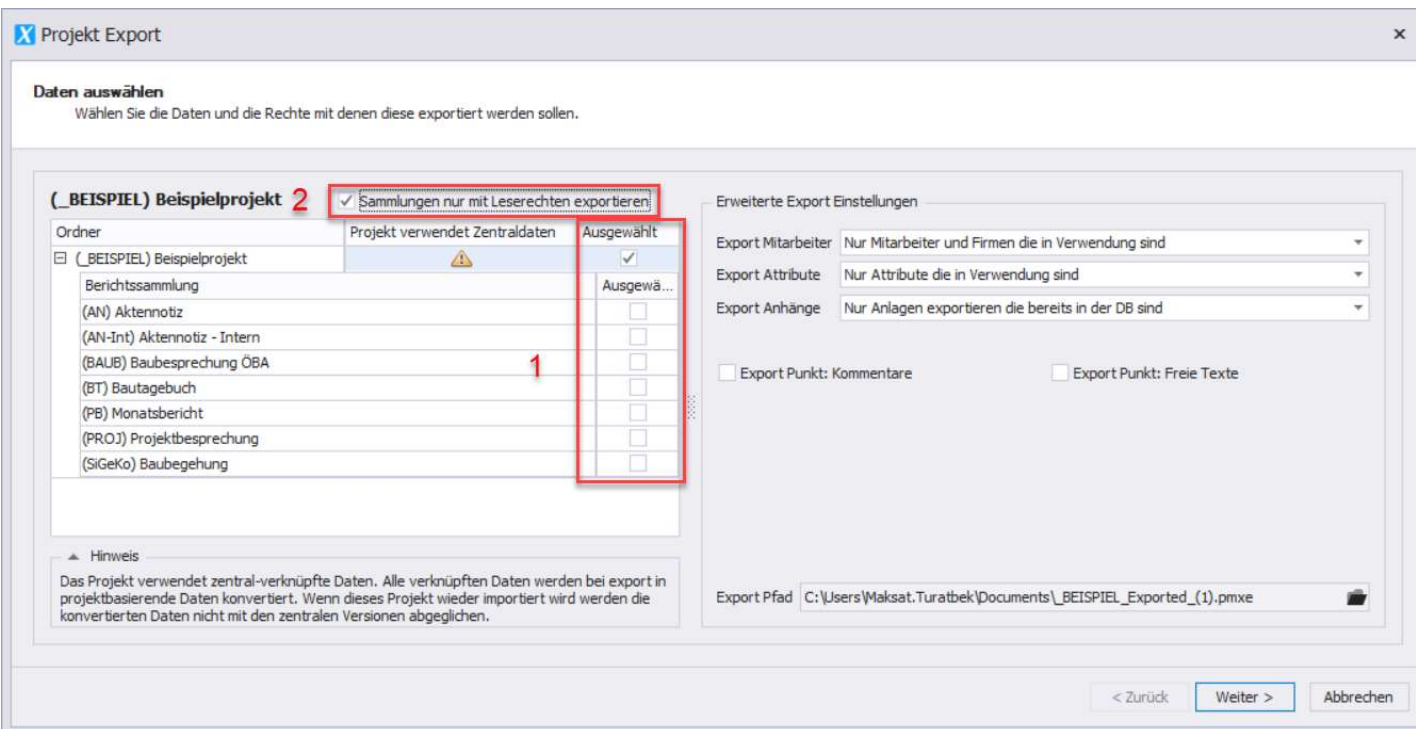 X Projekt Export
Daten auswählen
Wählen Sie die Daten und die Rechte mit denen diese exportiert werden sollen.
(_BEISPIEL) Beispielprojekt 2 Sammlungen nur mit Leserechten exportieren
Ordner Projekt verwendet Zentraldaten Ausgewählt
(_BEISPIEL) Beispielprojekt
Berichtssammlung Ausgewä...
(AN) Aktennotiz
(AN-Int) Aktennotiz - Intern
(BAUB) Baubesprechung ÖBA
1
(BT) Bautagebuch
(PB) Monatsbericht
(PROJ) Projektbesprechung
(SiGeKo) Baubegehung
Hinweis
Das Projekt verwendet zentral-verknüpfte Daten. Alle verknüpften Daten werden bei export in
projektbasierende Daten konvertiert. Wenn dieses Projekt wieder importiert wird werden die
konvertierten Daten nicht mit den zentralen Versionen abgeglichen.
Erweiterte Export Einstellungen
Export Mitarbeiter Nur Mitarbeiter und Firmen die in Verwendung sind
Export Attribute Nur Attribute die in Verwendung sind
Export Anhänge Nur Anlagen exportieren die bereits in der DB sind
Export Punkt: Kommentare Export Punkt: Freie Texte
Export Pfad C:\Users\Maksat.Turatbek\Documents\_BEISPIEL_Exported_(1).pmxe
< Zurück Weiter > Abbrechen